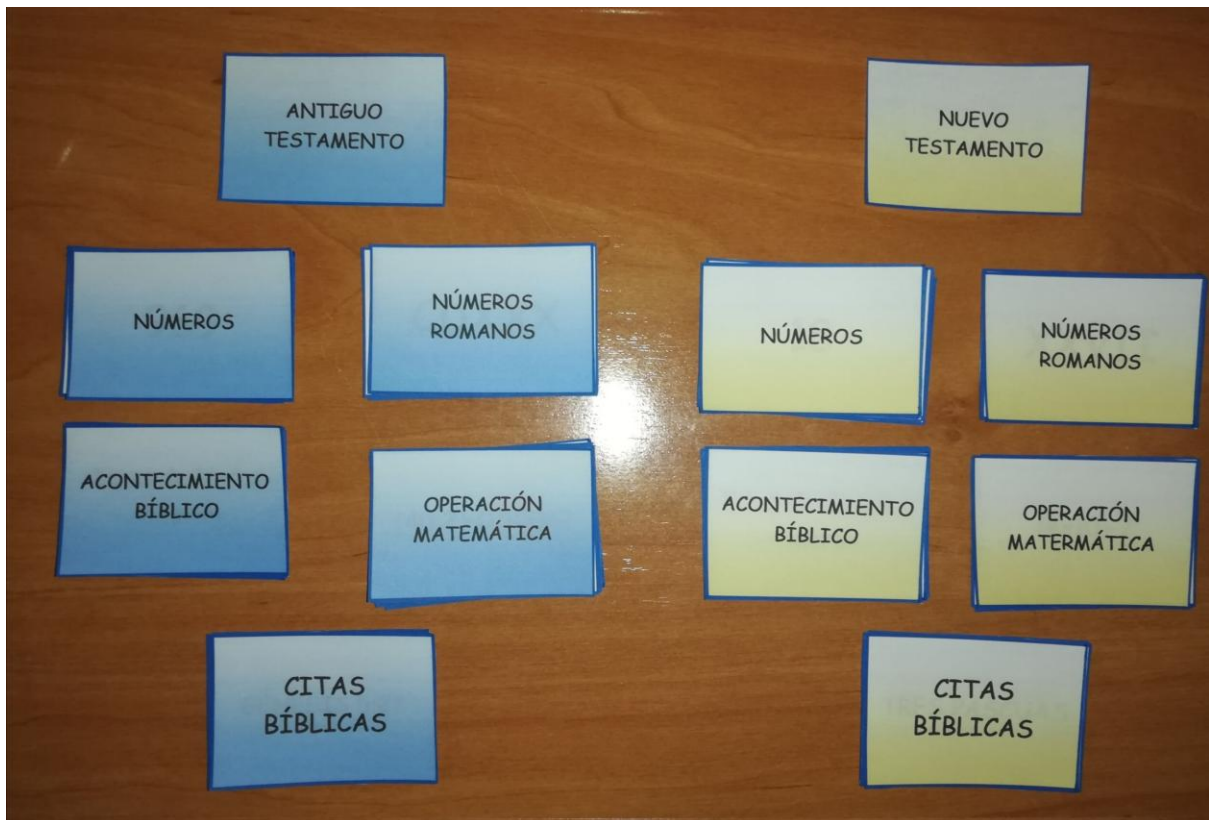 ANTIGUO
TESTAMENTO
NUEVO
TESTAMENTO
NÚMEROS
NÚMEROS
ROMANOS
NÚMEROS
NÚMEROS
ROMANOS
ACONTECIMIENTO
BÍBLICO
OPERACIÓN
MATEMÁTICA
ACONTECIMIENTO
BÍBLICO
OPERACIÓN
MATERMÁTICA
CITAS
BÍBLICAS
CITAS
BÍBLICAS